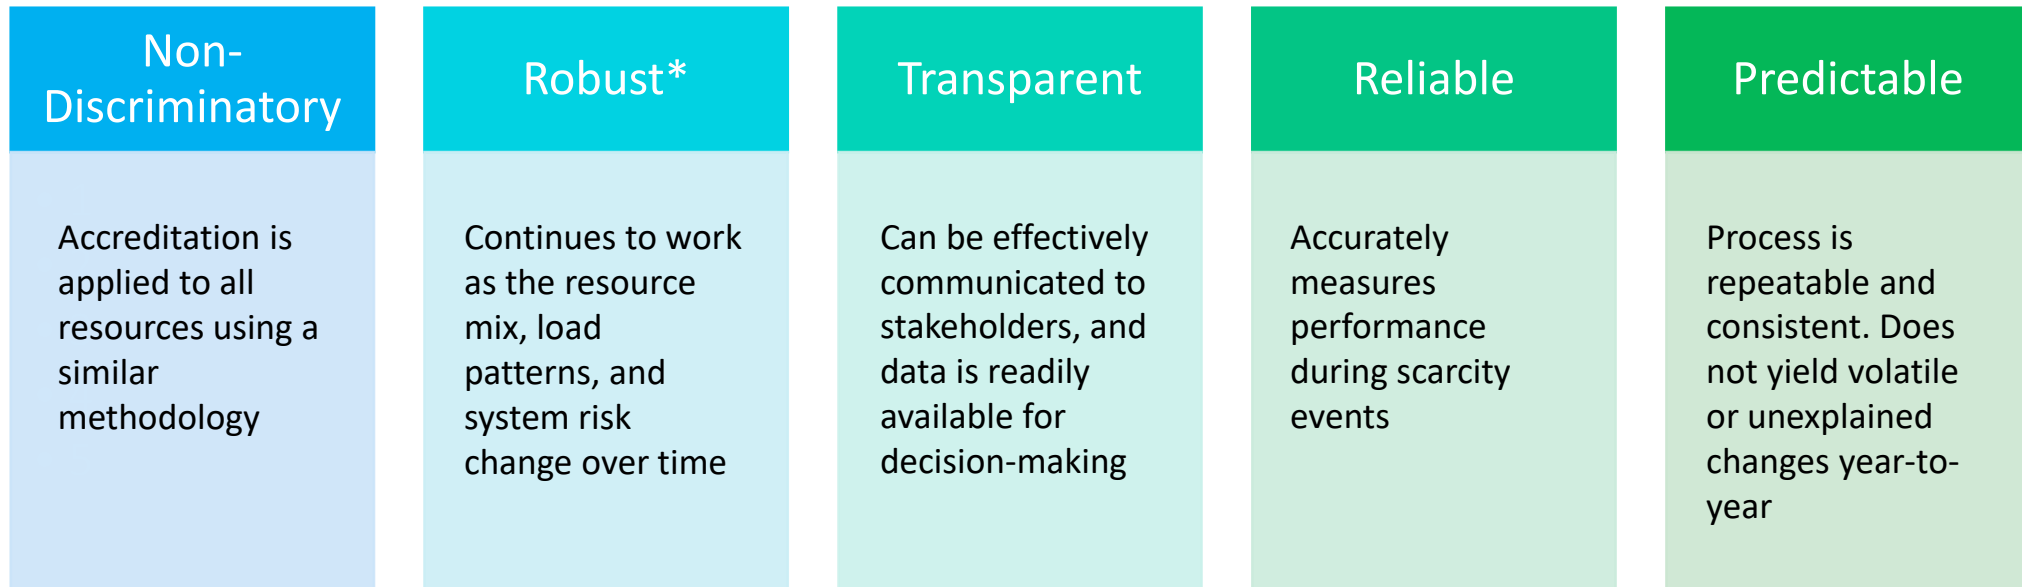 Non-
Discriminatory
Accreditation is
applied to all
resources using a
similar
methodology
Robust*
Continues to work
as the resource
mix, load
patterns, and
system risk
change over time
Transparent
Can be effectively
communicated to
stakeholders, and
data is readily
available for
decision-making
Reliable
Accurately
measures
performance
during scarcity
events
Predictable
Process is
repeatable and
consistent. Does
not yield volatile
or unexplained
changes year-to-
year